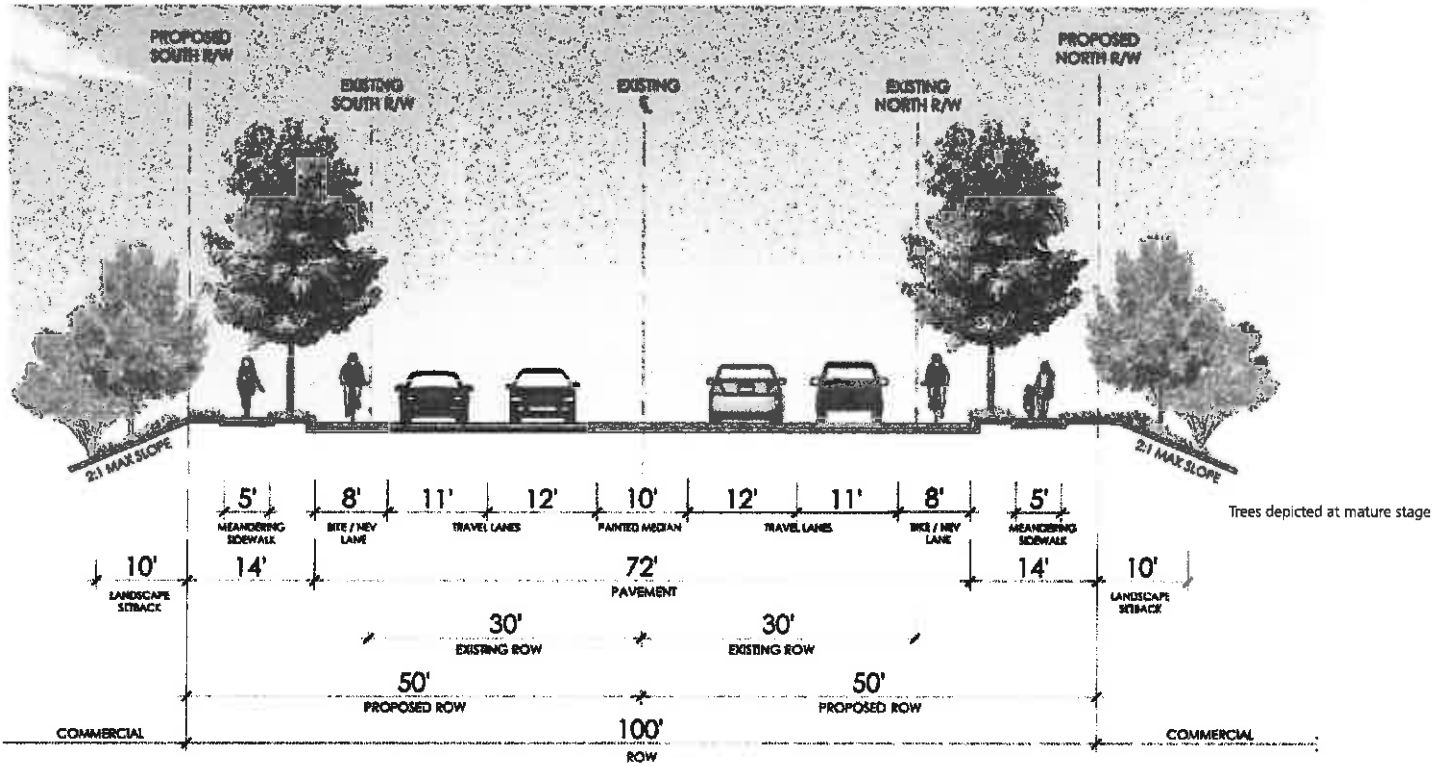 PROPOSED
SOUTH R/W
EXISTING
SOUTH R/W
EXISTING
℄
EXISTING
NORTH R/W
PROPOSED
NORTH R/W
2:1 MAX SLOPE
2:1 MAX SLOPE
5' 8' 11' 12' 10' 12' 11' 8' 5'
MEANDERING
SIDEWALK
BIKE / NEV
LANE
TRAVEL LANES
PAINTED MEDIAN
TRAVEL LANES
BIKE / NEV
LANE
MEANDERING
SIDEWALK
Trees depicted at mature stage
10' 14' 72' 14' 10'
LANDSCAPE
SETBACK
PAVEMENT
LANDSCAPE
SETBACK
30' 30'
EXISTING ROW EXISTING ROW
50' 50'
PROPOSED ROW PROPOSED ROW
COMMERCIAL 100' COMMERCIAL
ROW